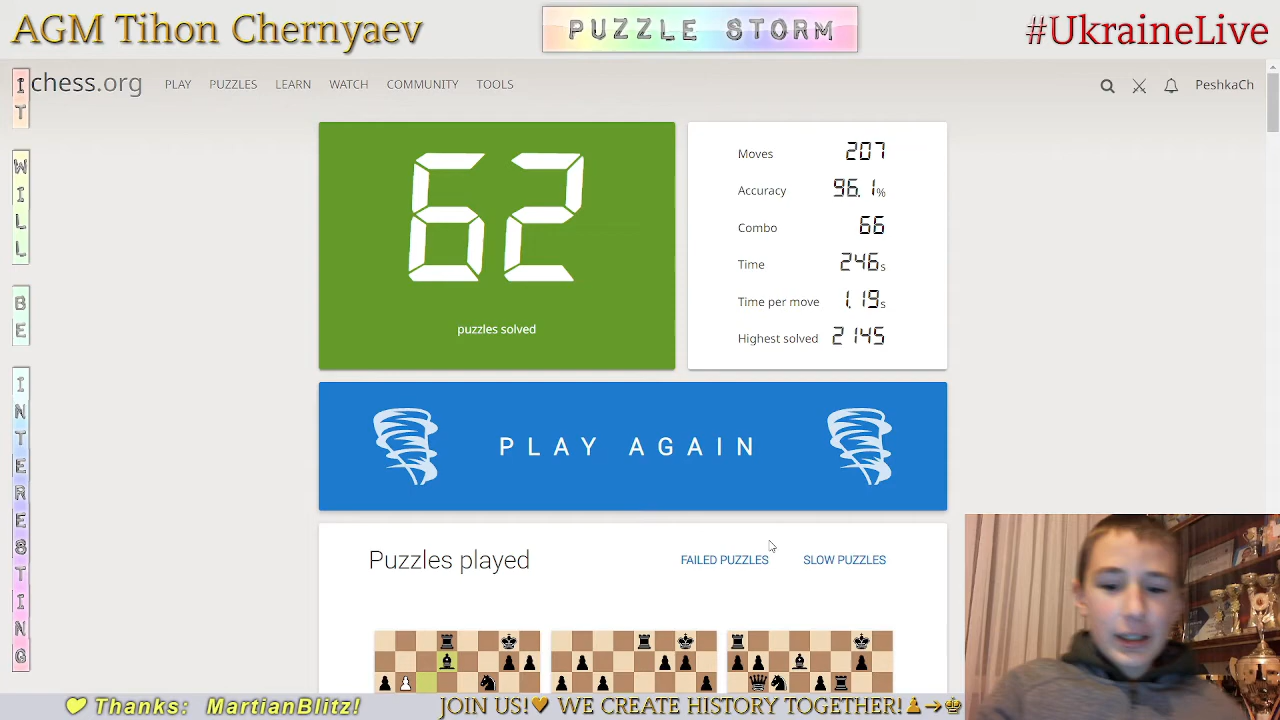 AGM Tihon Chernyaev
PUZZLE STORM
#UkraineLive
chess.org
PLAY
PUZZLES
LEARN
WATCH
COMMUNITY
TOOLS
PeshkaCh
IT
WILL
BE
INTERESTING
62
puzzles solved
Moves 207
Accuracy 96.1%
Combo 66
Time 246s
Time per move 1.19s
Highest solved 2145
PLAY AGAIN
Puzzles played
FAILED PUZZLES
SLOW PUZZLES
Thanks: MartianBlitz!
JOIN US! WE CREATE HISTORY TOGETHER!